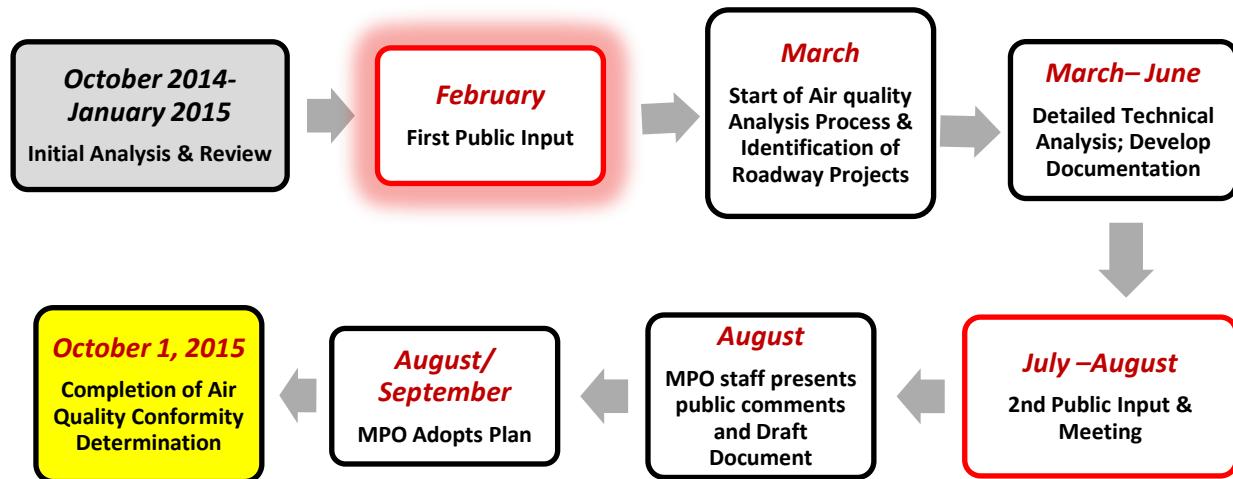 October 2014-
January 2015
Initial Analysis & Review
February
First Public Input
March
Start of Air quality
Analysis Process &
Identification of
Roadway Projects
March– June
Detailed Technical
Analysis; Develop
Documentation
July –August
2nd Public Input &
Meeting
August
MPO staff presents
public comments
and Draft
Document
August/
September
MPO Adopts Plan
October 1, 2015
Completion of Air
Quality Conformity
Determination